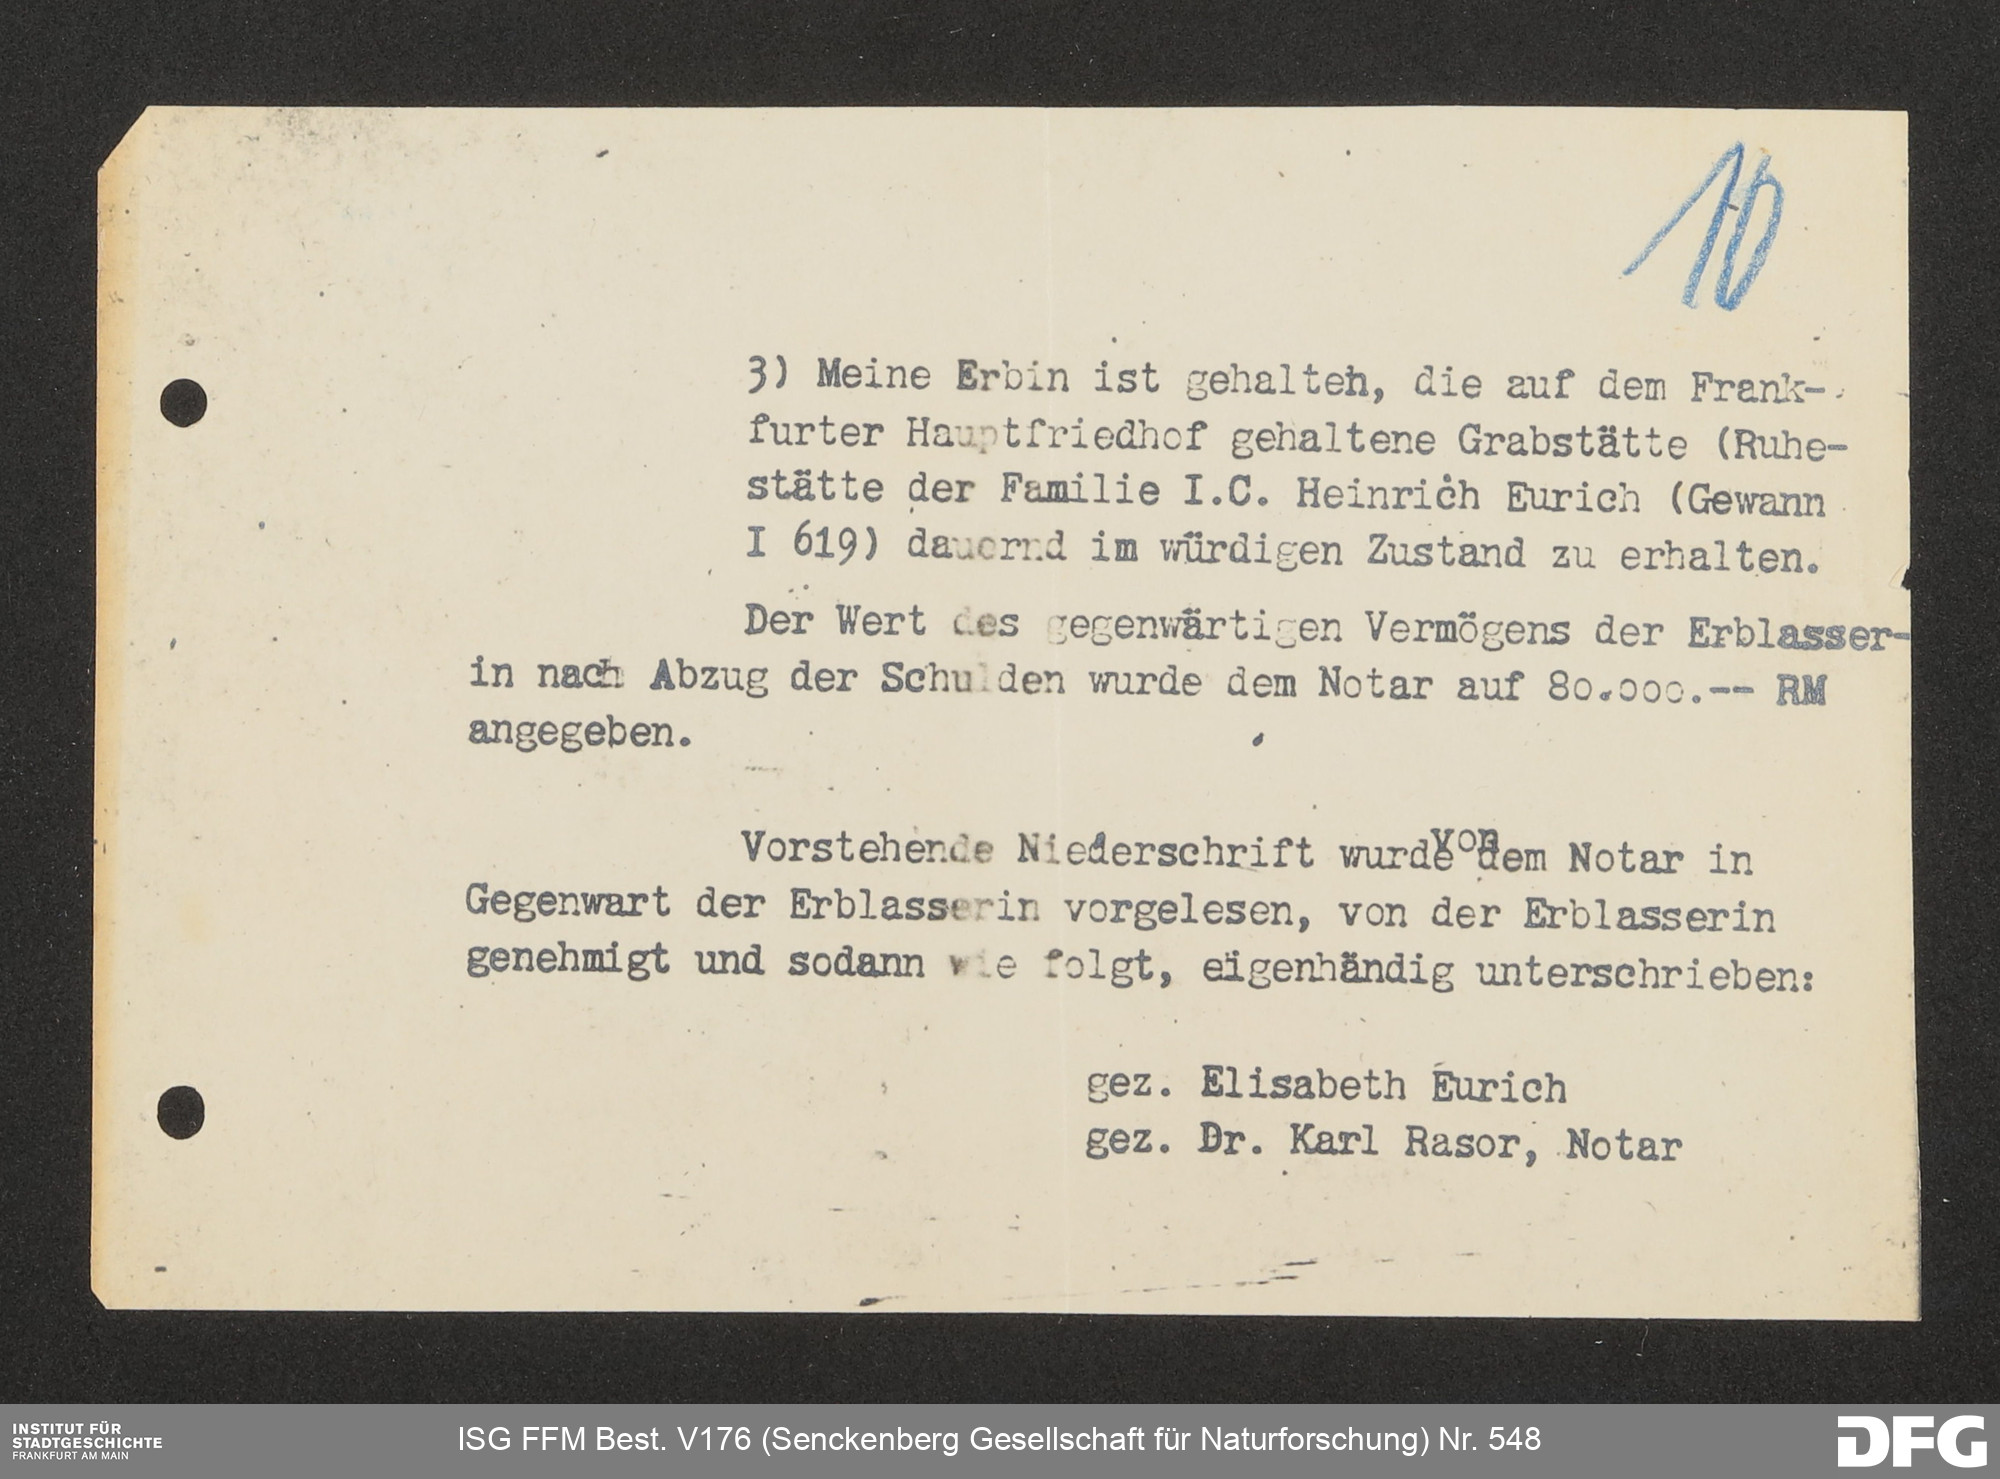 10
3) Meine Erbin ist gehalten, die auf dem Frank-
furter Hauptfriedhof gehaltene Grabstätte (Ruhe-
stätte der Familie I.C. Heinrich Eurich (Gewann
I 619) dauernd im würdigen Zustand zu erhalten.
Der Wert des gegenwärtigen Vermögens der Erblasser-
in nach Abzug der Schulden wurde dem Notar auf 80.000.-- RM
angegeben.
Vorstehende Niederschrift wurde von dem Notar in
Gegenwart der Erblasserin vorgelesen, von der Erblasserin
genehmigt und sodann wie folgt, eigenhändig unterschrieben:
gez. Elisabeth Eurich
gez. Dr. Karl Rasor, Notar
INSTITUT FÜR
STADTGESCHICHTE
FRANKFURT AM MAIN
ISG FFM Best. V176 (Senckenberg Gesellschaft für Naturforschung) Nr. 548
DFG